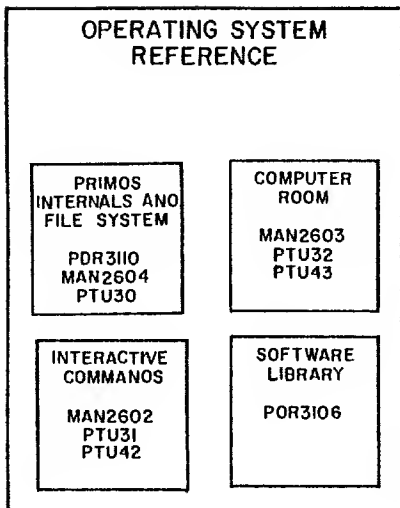 OPERATING SYSTEM
REFERENCE
PRIMOS
INTERNALS ANO
FILE SYSTEM
PDR3110
MAN2604
PTU30
COMPUTER
ROOM
MAN2603
PTU32
PTU43
INTERACTIVE
COMMANOS
MAN2602
PTU31
PTU42
SOFTWARE
LIBRARY
POR3106